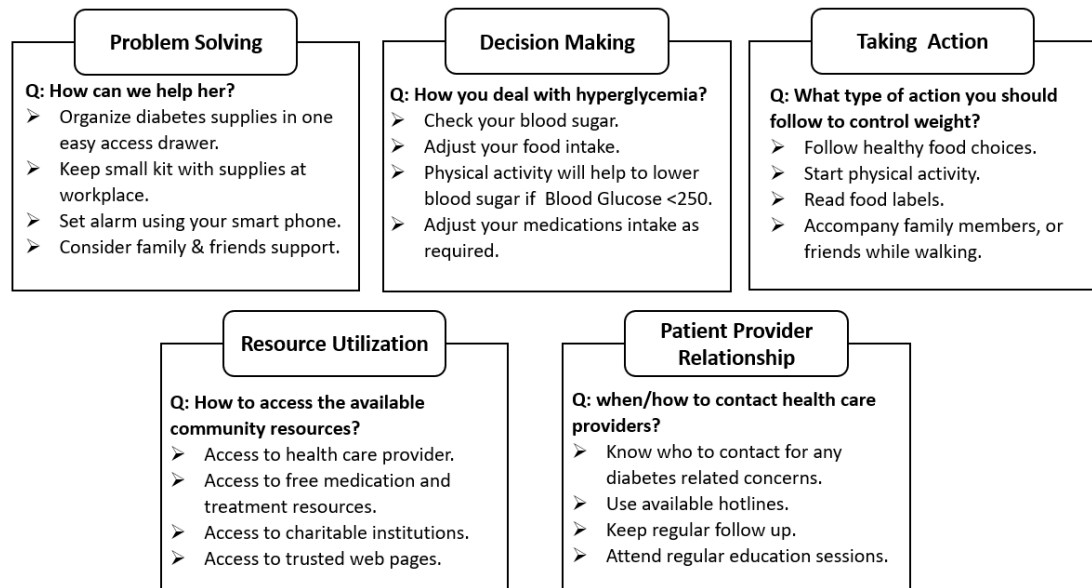 Problem Solving
Q: How can we help her?
➢ Organize diabetes supplies in one
easy access drawer.
➢ Keep small kit with supplies at
workplace.
➢ Set alarm using your smart phone.
➢ Consider family & friends support.
Decision Making
Q: How you deal with hyperglycemia?
➢ Check your blood sugar.
➢ Adjust your food intake.
➢ Physical activity will help to lower
blood sugar if Blood Glucose <250.
➢ Adjust your medications intake as
required.
Taking Action
Q: What type of action you should
follow to control weight?
➢ Follow healthy food choices.
➢ Start physical activity.
➢ Read food labels.
➢ Accompany family members, or
friends while walking.
Resource Utilization
Q: How to access the available
community resources?
➢ Access to health care provider.
➢ Access to free medication and
treatment resources.
➢ Access to charitable institutions.
➢ Access to trusted web pages.
Patient Provider
Relationship
Q: when/how to contact health care
providers?
➢ Know who to contact for any
diabetes related concerns.
➢ Use available hotlines.
➢ Keep regular follow up.
➢ Attend regular education sessions.